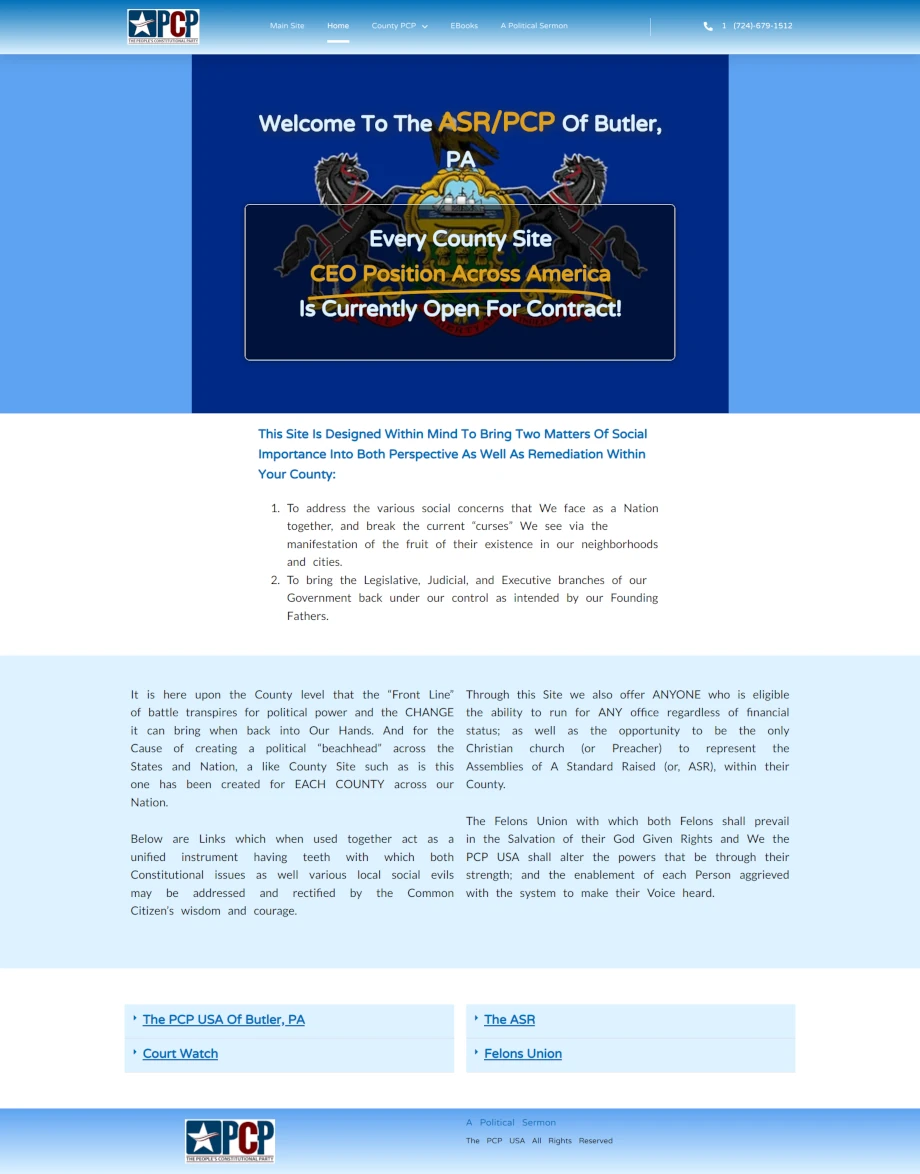 PCP
THE PEOPLE'S CONSTITUTIONAL PARTY
Main Site Home County PCP EBooks A Political Sermon
1 (724)-679-1512
Welcome To The ASR/PCP Of Butler,
PA
Every County Site
CEO Position Across America
Is Currently Open For Contract!
This Site Is Designed Within Mind To Bring Two Matters Of Social
Importance Into Both Perspective As Well As Remediation Within
Your County:
1. To address the various social concerns that We face as a Nation
together, and break the current “curses” We see via the
manifestation of the fruit of their existence in our neighborhoods
and cities.
2. To bring the Legislative, Judicial, and Executive branches of our
Government back under our control as intended by our Founding
Fathers.
It is here upon the County level that the “Front Line”
of battle transpires for political power and the CHANGE
it can bring when back into Our Hands. And for the
Cause of creating a political “beachhead” across the
States and Nation, a like County Site such as is this
one has been created for EACH COUNTY across our
Nation.
Below are Links which when used together act as a
unified instrument having teeth with which both
Constitutional issues as well various local social evils
may be addressed and rectified by the Common
Citizen’s wisdom and courage.
Through this Site we also offer ANYONE who is eligible
the ability to run for ANY office regardless of financial
status; as well as the opportunity to be the only
Christian church (or Preacher) to represent the
Assemblies of A Standard Raised (or, ASR), within their
County.
The Felons Union with which both Felons shall prevail
in the Salvation of their God Given Rights and We the
PCP USA shall alter the powers that be through their
strength; and the enablement of each Person aggrieved
with the system to make their Voice heard.
The PCP USA Of Butler, PA
Court Watch
The ASR
Felons Union
PCP
THE PEOPLE'S CONSTITUTIONAL PARTY
A Political Sermon
The PCP USA All Rights Reserved